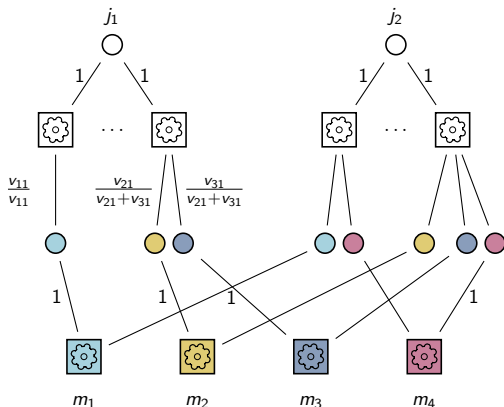 j₁ j₂
1 1 1 1
... ...
v₁₁/v₁₁ v₂₁/(v₂₁+v₃₁) v₃₁/(v₂₁+v₃₁)
1 1 1 1
m₁ m₂ m₃ m₄